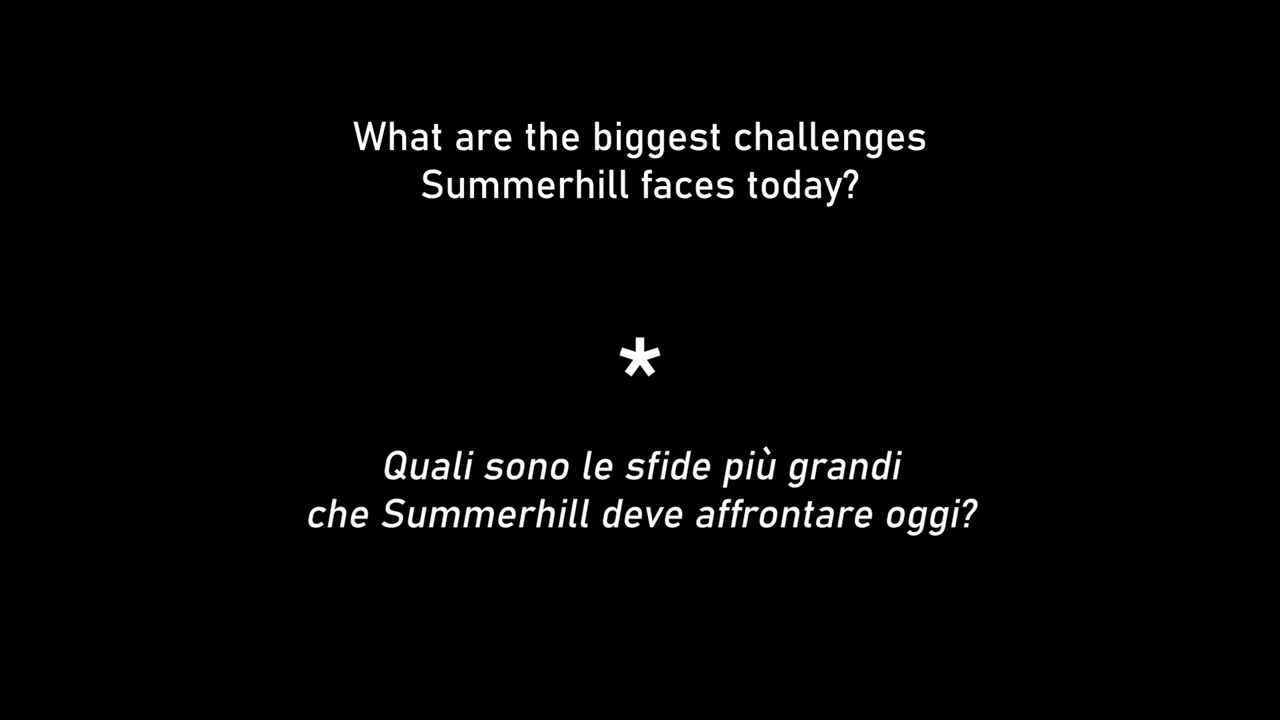 What are the biggest challenges
Summerhill faces today?
*
Quali sono le sfide più grandi
che Summerhill deve affrontare oggi?